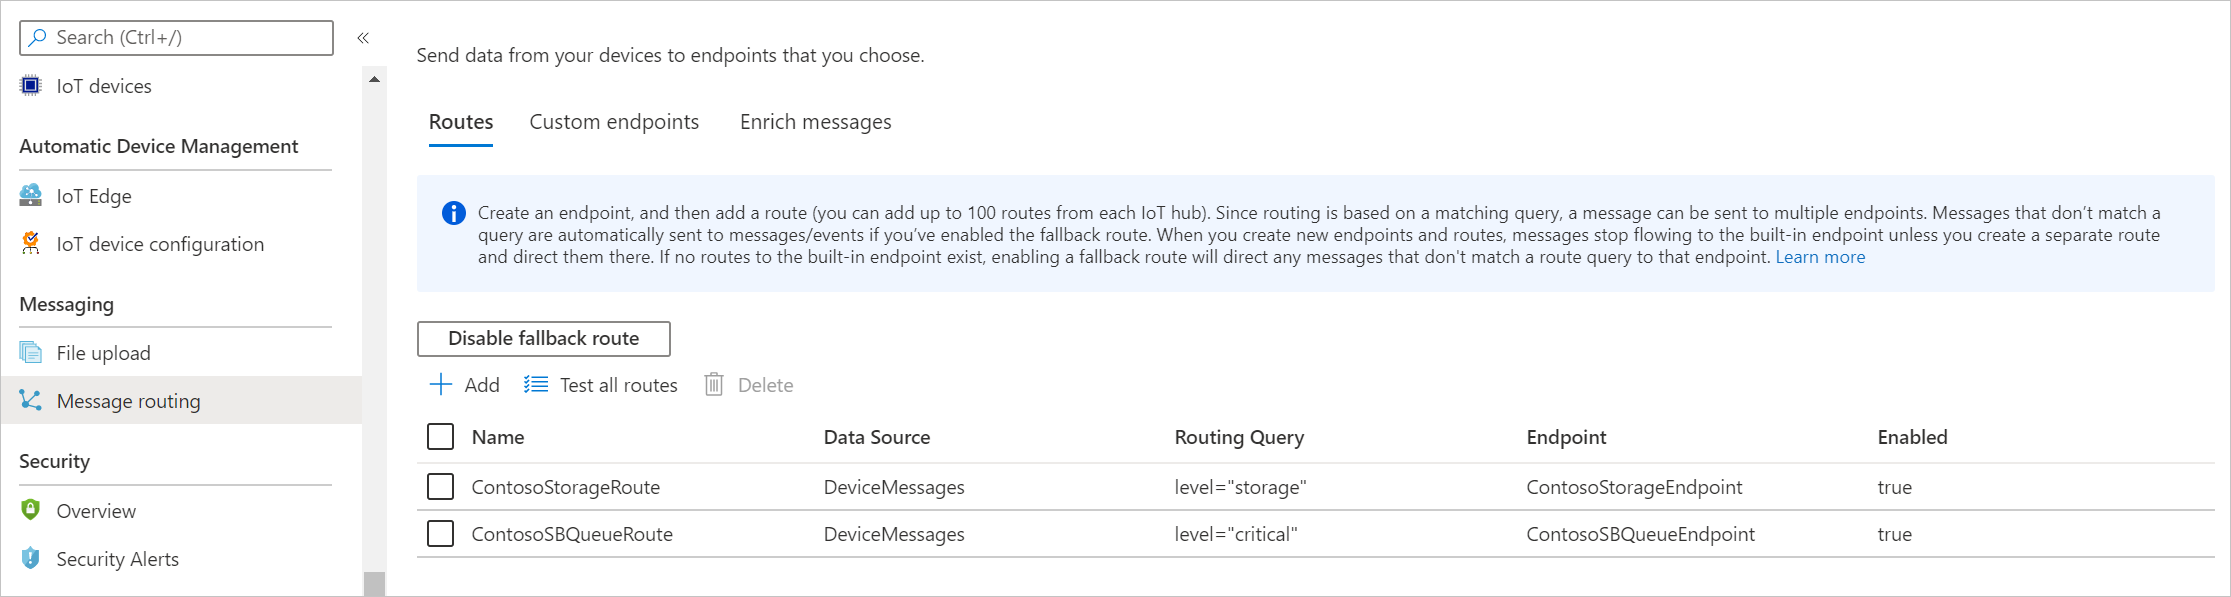 Search (Ctrl+/)
«
IoT devices
Automatic Device Management
IoT Edge
IoT device configuration
Messaging
File upload
Message routing
Security
Overview
Security Alerts
Send data from your devices to endpoints that you choose.
Routes Custom endpoints Enrich messages
Create an endpoint, and then add a route (you can add up to 100 routes from each IoT hub). Since routing is based on a matching query, a message can be sent to multiple endpoints. Messages that don’t match a
query are automatically sent to messages/events if you’ve enabled the fallback route. When you create new endpoints and routes, messages stop flowing to the built-in endpoint unless you create a separate route
and direct them there. If no routes to the built-in endpoint exist, enabling a fallback route will direct any messages that don't match a route query to that endpoint. Learn more
Disable fallback route
Add Test all routes Delete
Name Data Source Routing Query Endpoint Enabled
ContosoStorageRoute DeviceMessages level="storage" ContosoStorageEndpoint true
ContosoSBQueueRoute DeviceMessages level="critical" ContosoSBQueueEndpoint true